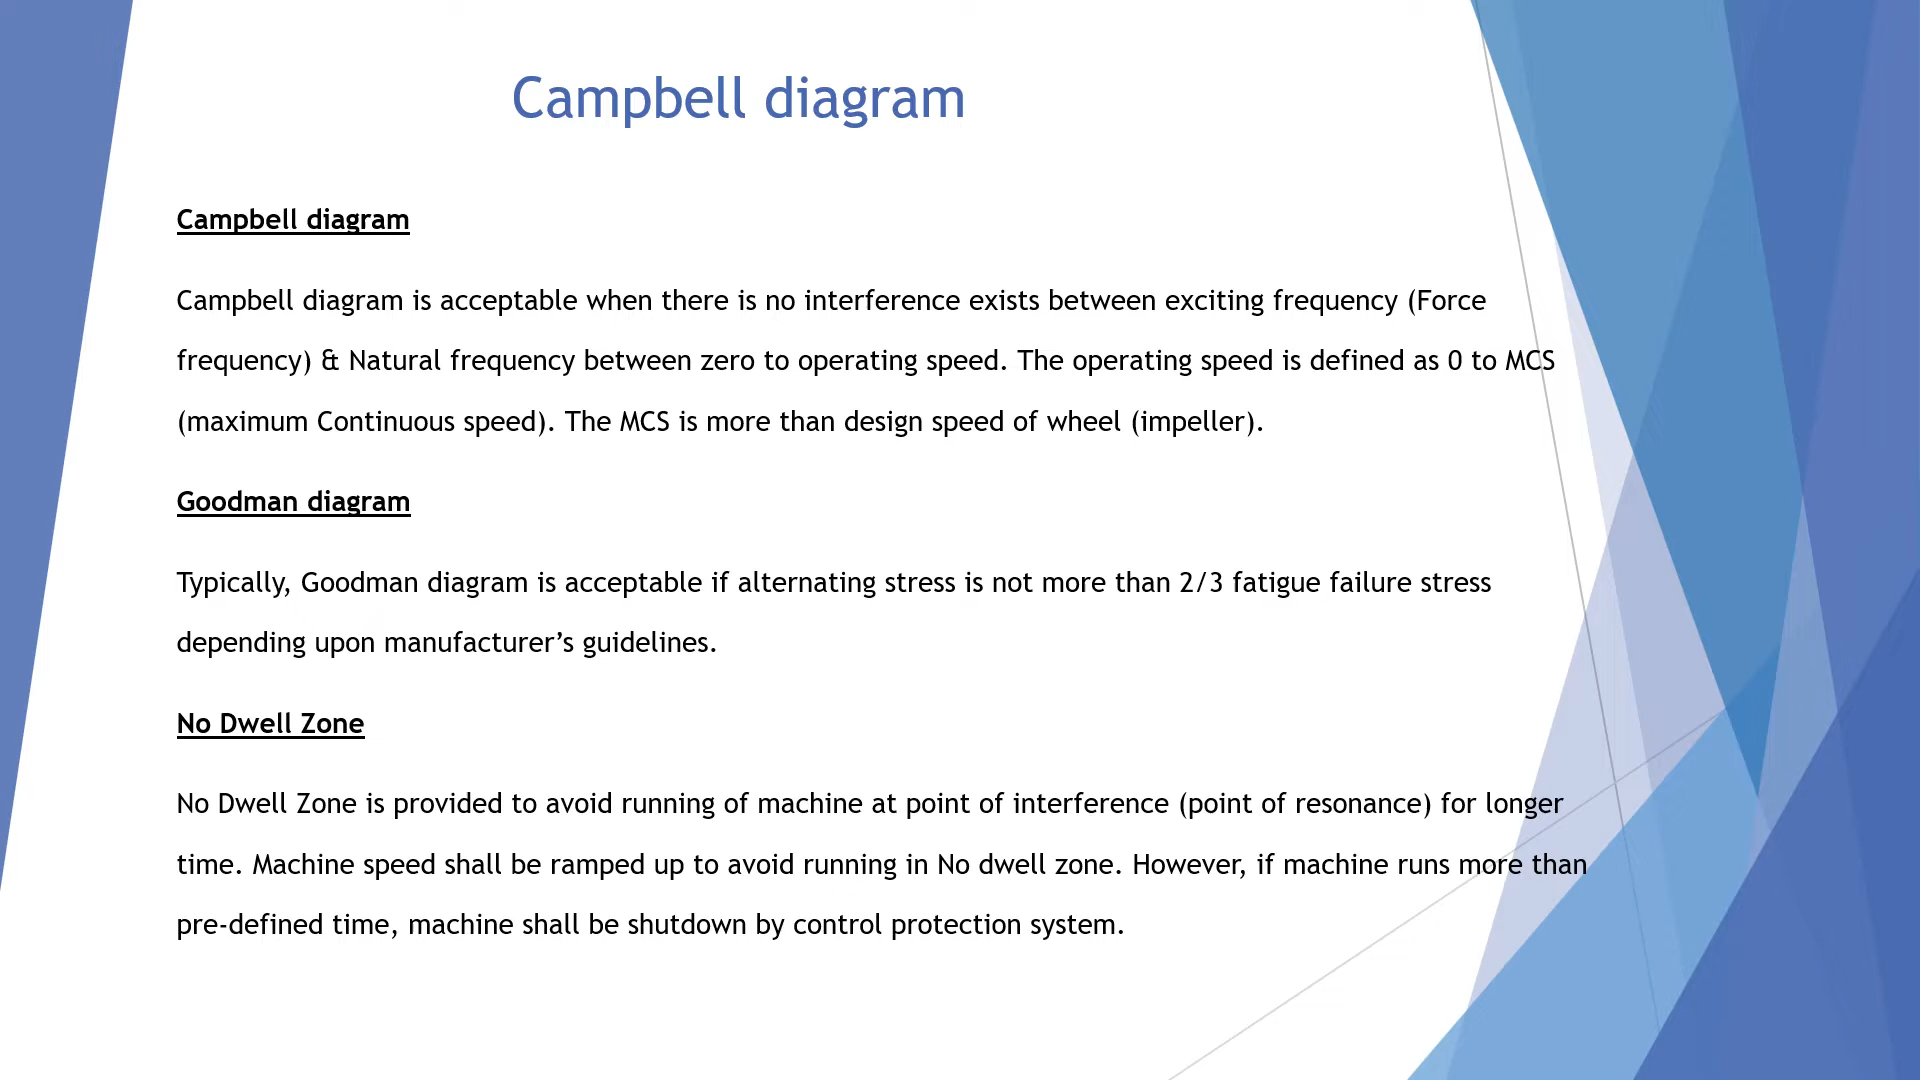 Campbell diagram
Campbell diagram
Campbell diagram is acceptable when there is no interference exists between exciting frequency (Force
frequency) & Natural frequency between zero to operating speed. The operating speed is defined as 0 to MCS
(maximum Continuous speed). The MCS is more than design speed of wheel (impeller).
Goodman diagram
Typically, Goodman diagram is acceptable if alternating stress is not more than 2/3 fatigue failure stress
depending upon manufacturer’s guidelines.
No Dwell Zone
No Dwell Zone is provided to avoid running of machine at point of interference (point of resonance) for longer
time. Machine speed shall be ramped up to avoid running in No dwell zone. However, if machine runs more than
pre-defined time, machine shall be shutdown by control protection system.